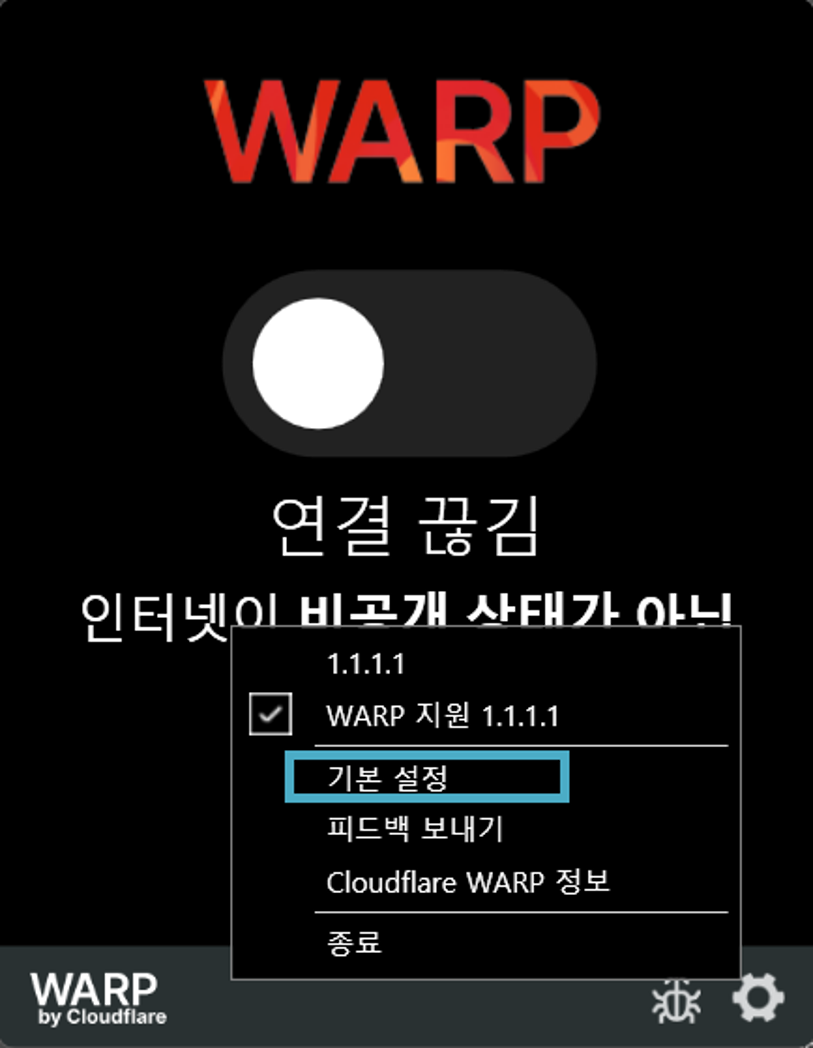 WARP
연결 끊김
인터넷이 비공개 상태가 아닌
1.1.1.1
WARP 지원 1.1.1.1
기본 설정
피드백 보내기
Cloudflare WARP 정보
종료
WARP
by Cloudflare